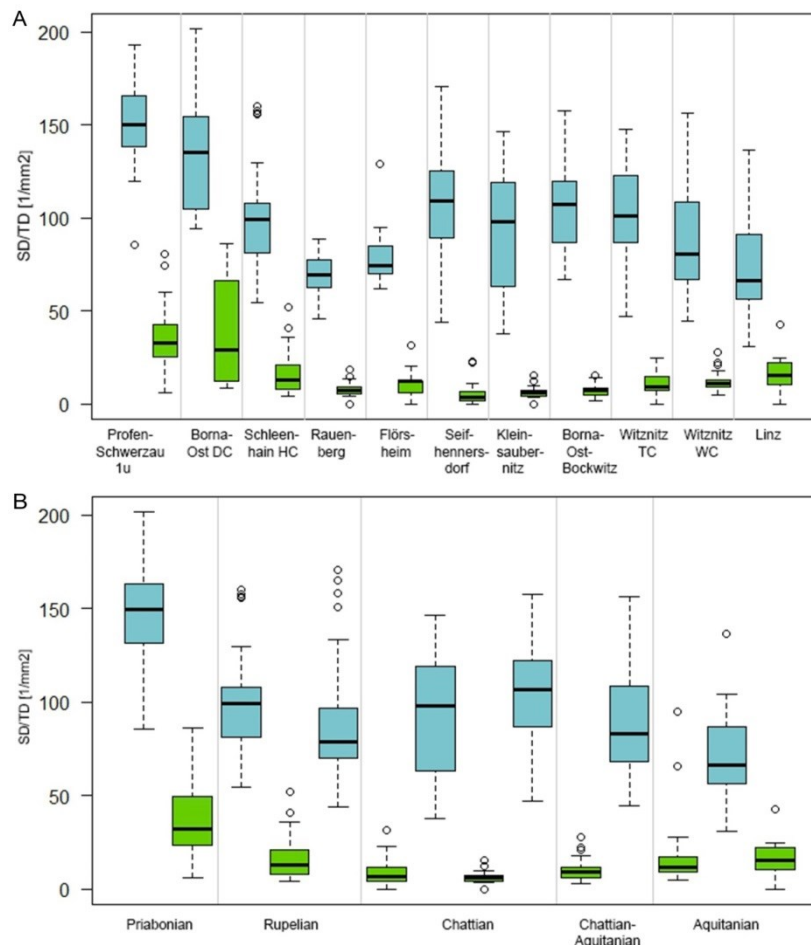 A
SD/TD [1/mm2]
200
150
100
50
0
Profen-
Schwerzau
1u
Borna-
Ost DC
Schleen-
hain HC
Rauen-
berg
Flörs-
heim
Seif-
henners-
dorf
Klein-
sauber-
nitz
Borna-
Ost-
Bockwitz
Witznitz
TC
Witznitz
WC
Linz
B
SD/TD [1/mm2]
200
150
100
50
0
Priabonian
Rupelian
Chattian
Chattian-
Aquitanian
Aquitanian